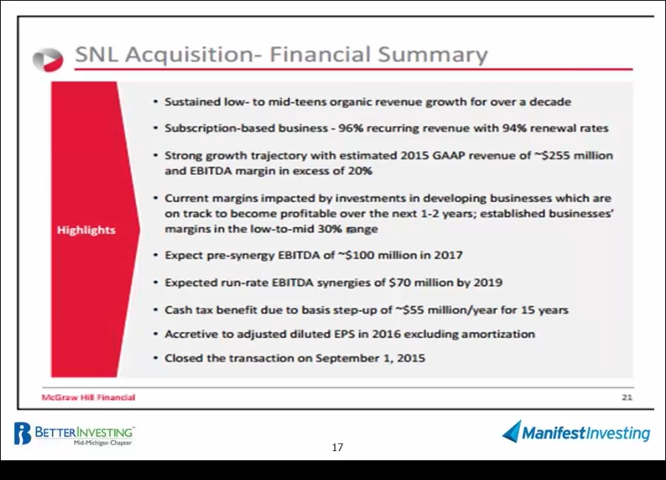 SNL Acquisition- Financial Summary
Highlights
• Sustained low- to mid-teens organic revenue growth for over a decade
• Subscription-based business - 96% recurring revenue with 94% renewal rates
• Strong growth trajectory with estimated 2015 GAAP revenue of ~$255 million
and EBITDA margin in excess of 20%
• Current margins impacted by investments in developing businesses which are
on track to become profitable over the next 1-2 years; established businesses'
margins in the low-to-mid 30% range
• Expect pre-synergy EBITDA of ~$100 million in 2017
• Expected run-rate EBITDA synergies of $70 million by 2019
• Cash tax benefit due to basis step-up of ~$55 million/year for 15 years
• Accretive to adjusted diluted EPS in 2016 excluding amortization
• Closed the transaction on September 1, 2015
McGraw Hill Financial
21
BETTERINVESTING™
Mid-Michigan Chapter
17
ManifestInvesting